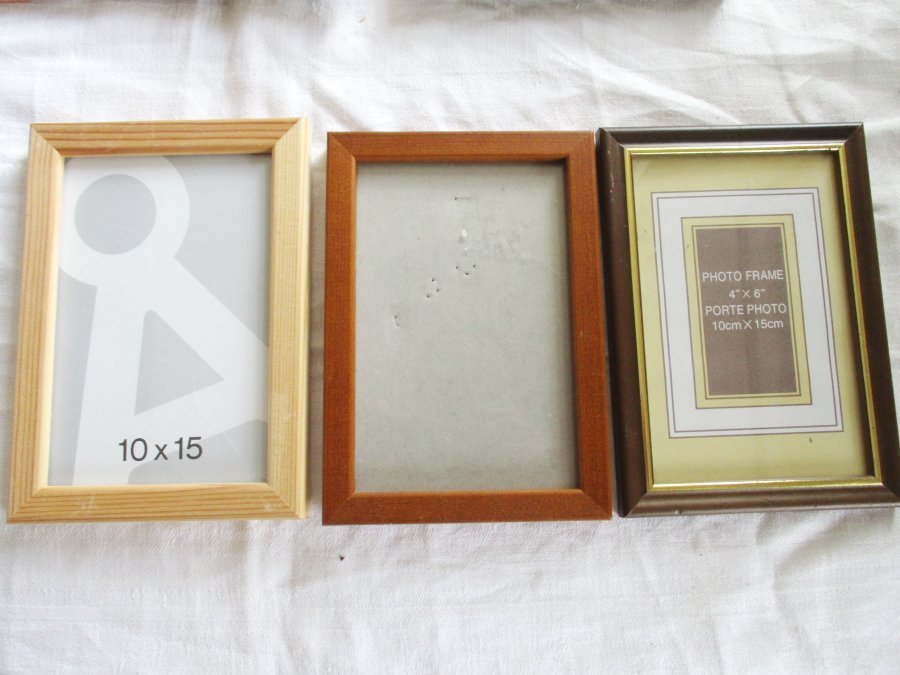 10 x 15
PHOTO FRAME
4" X 6"
PORTE PHOTO
10cm X 15cm